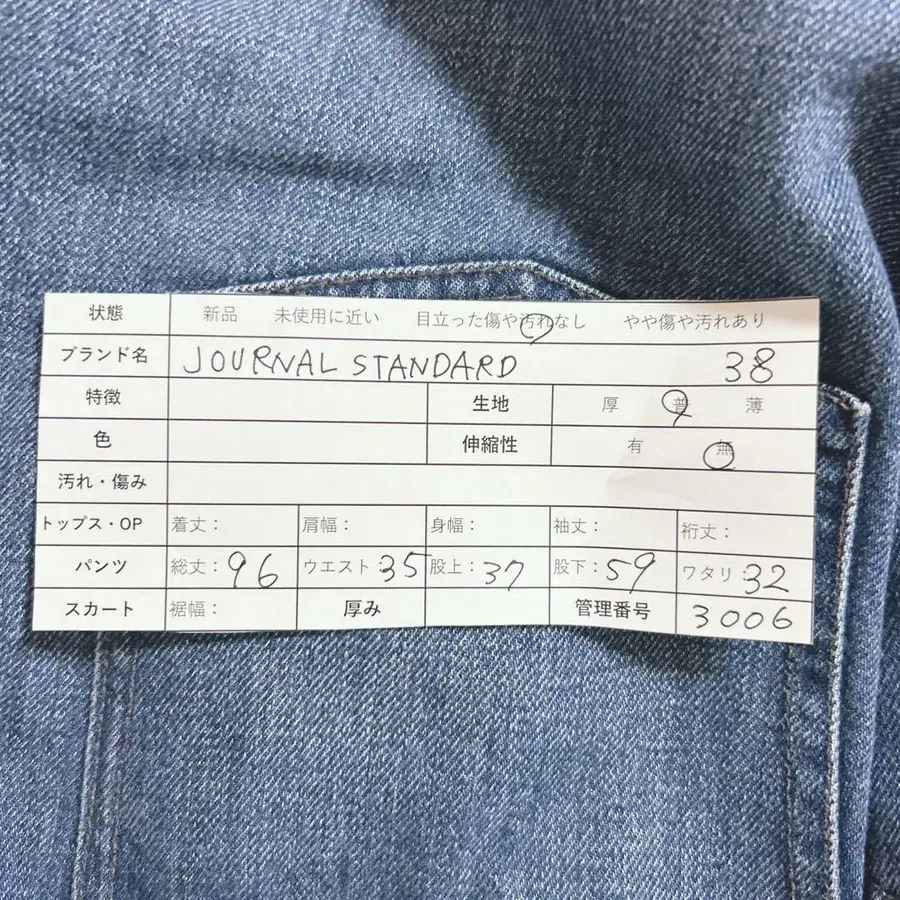 状態 新品 未使用に近い 目立った傷や汚れなし やや傷や汚れあり
ブランド名 JOURNAL STANDARD 38
特徴 生地 厚 普 薄
色 伸縮性 有 無
汚れ・傷み
トップス・OP 着丈： 肩幅： 身幅： 袖丈： 裄丈：
パンツ 総丈：96 ウエスト：35 股上：37 股下：59 ワタリ 32
スカート 裾幅： 厚み 管理番号 3006